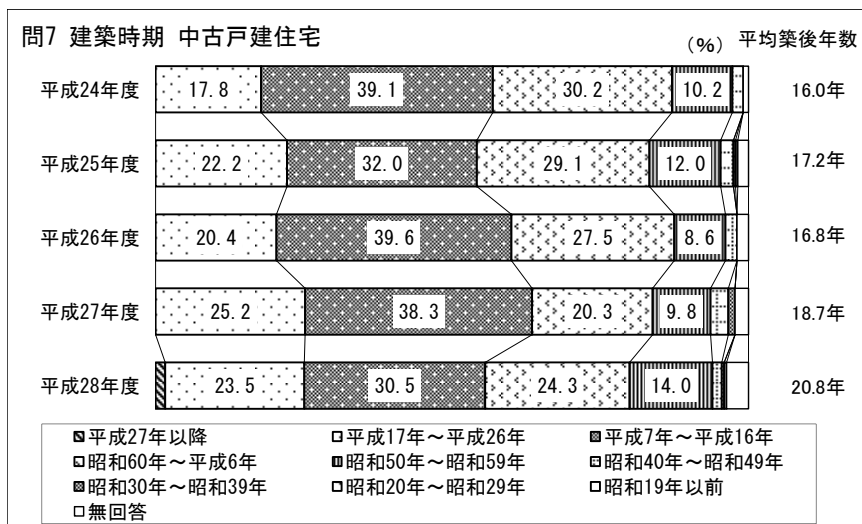 問7 建築時期 中古戸建住宅
(%) 平均築後年数
平成24年度 17.8 39.1 30.2 10.2 16.0年
平成25年度 22.2 32.0 29.1 12.0 17.2年
平成26年度 20.4 39.6 27.5 8.6 16.8年
平成27年度 25.2 38.3 20.3 9.8 18.7年
平成28年度 23.5 30.5 24.3 14.0 20.8年
平成27年以降 平成17年～平成26年 平成7年～平成16年
昭和60年～平成6年 昭和50年～昭和59年 昭和40年～昭和49年
昭和30年～昭和39年 昭和20年～昭和29年 昭和19年以前
無回答